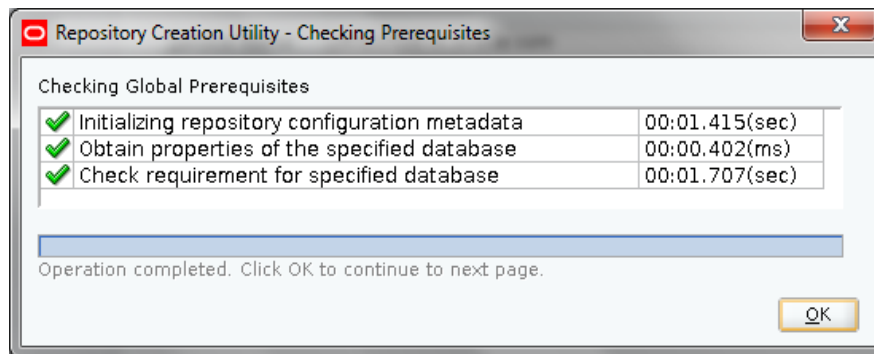 Repository Creation Utility - Checking Prerequisites
Checking Global Prerequisites
Initializing repository configuration metadata 00:01.415(sec)
Obtain properties of the specified database 00:00.402(ms)
Check requirement for specified database 00:01.707(sec)
Operation completed. Click OK to continue to next page.
OK